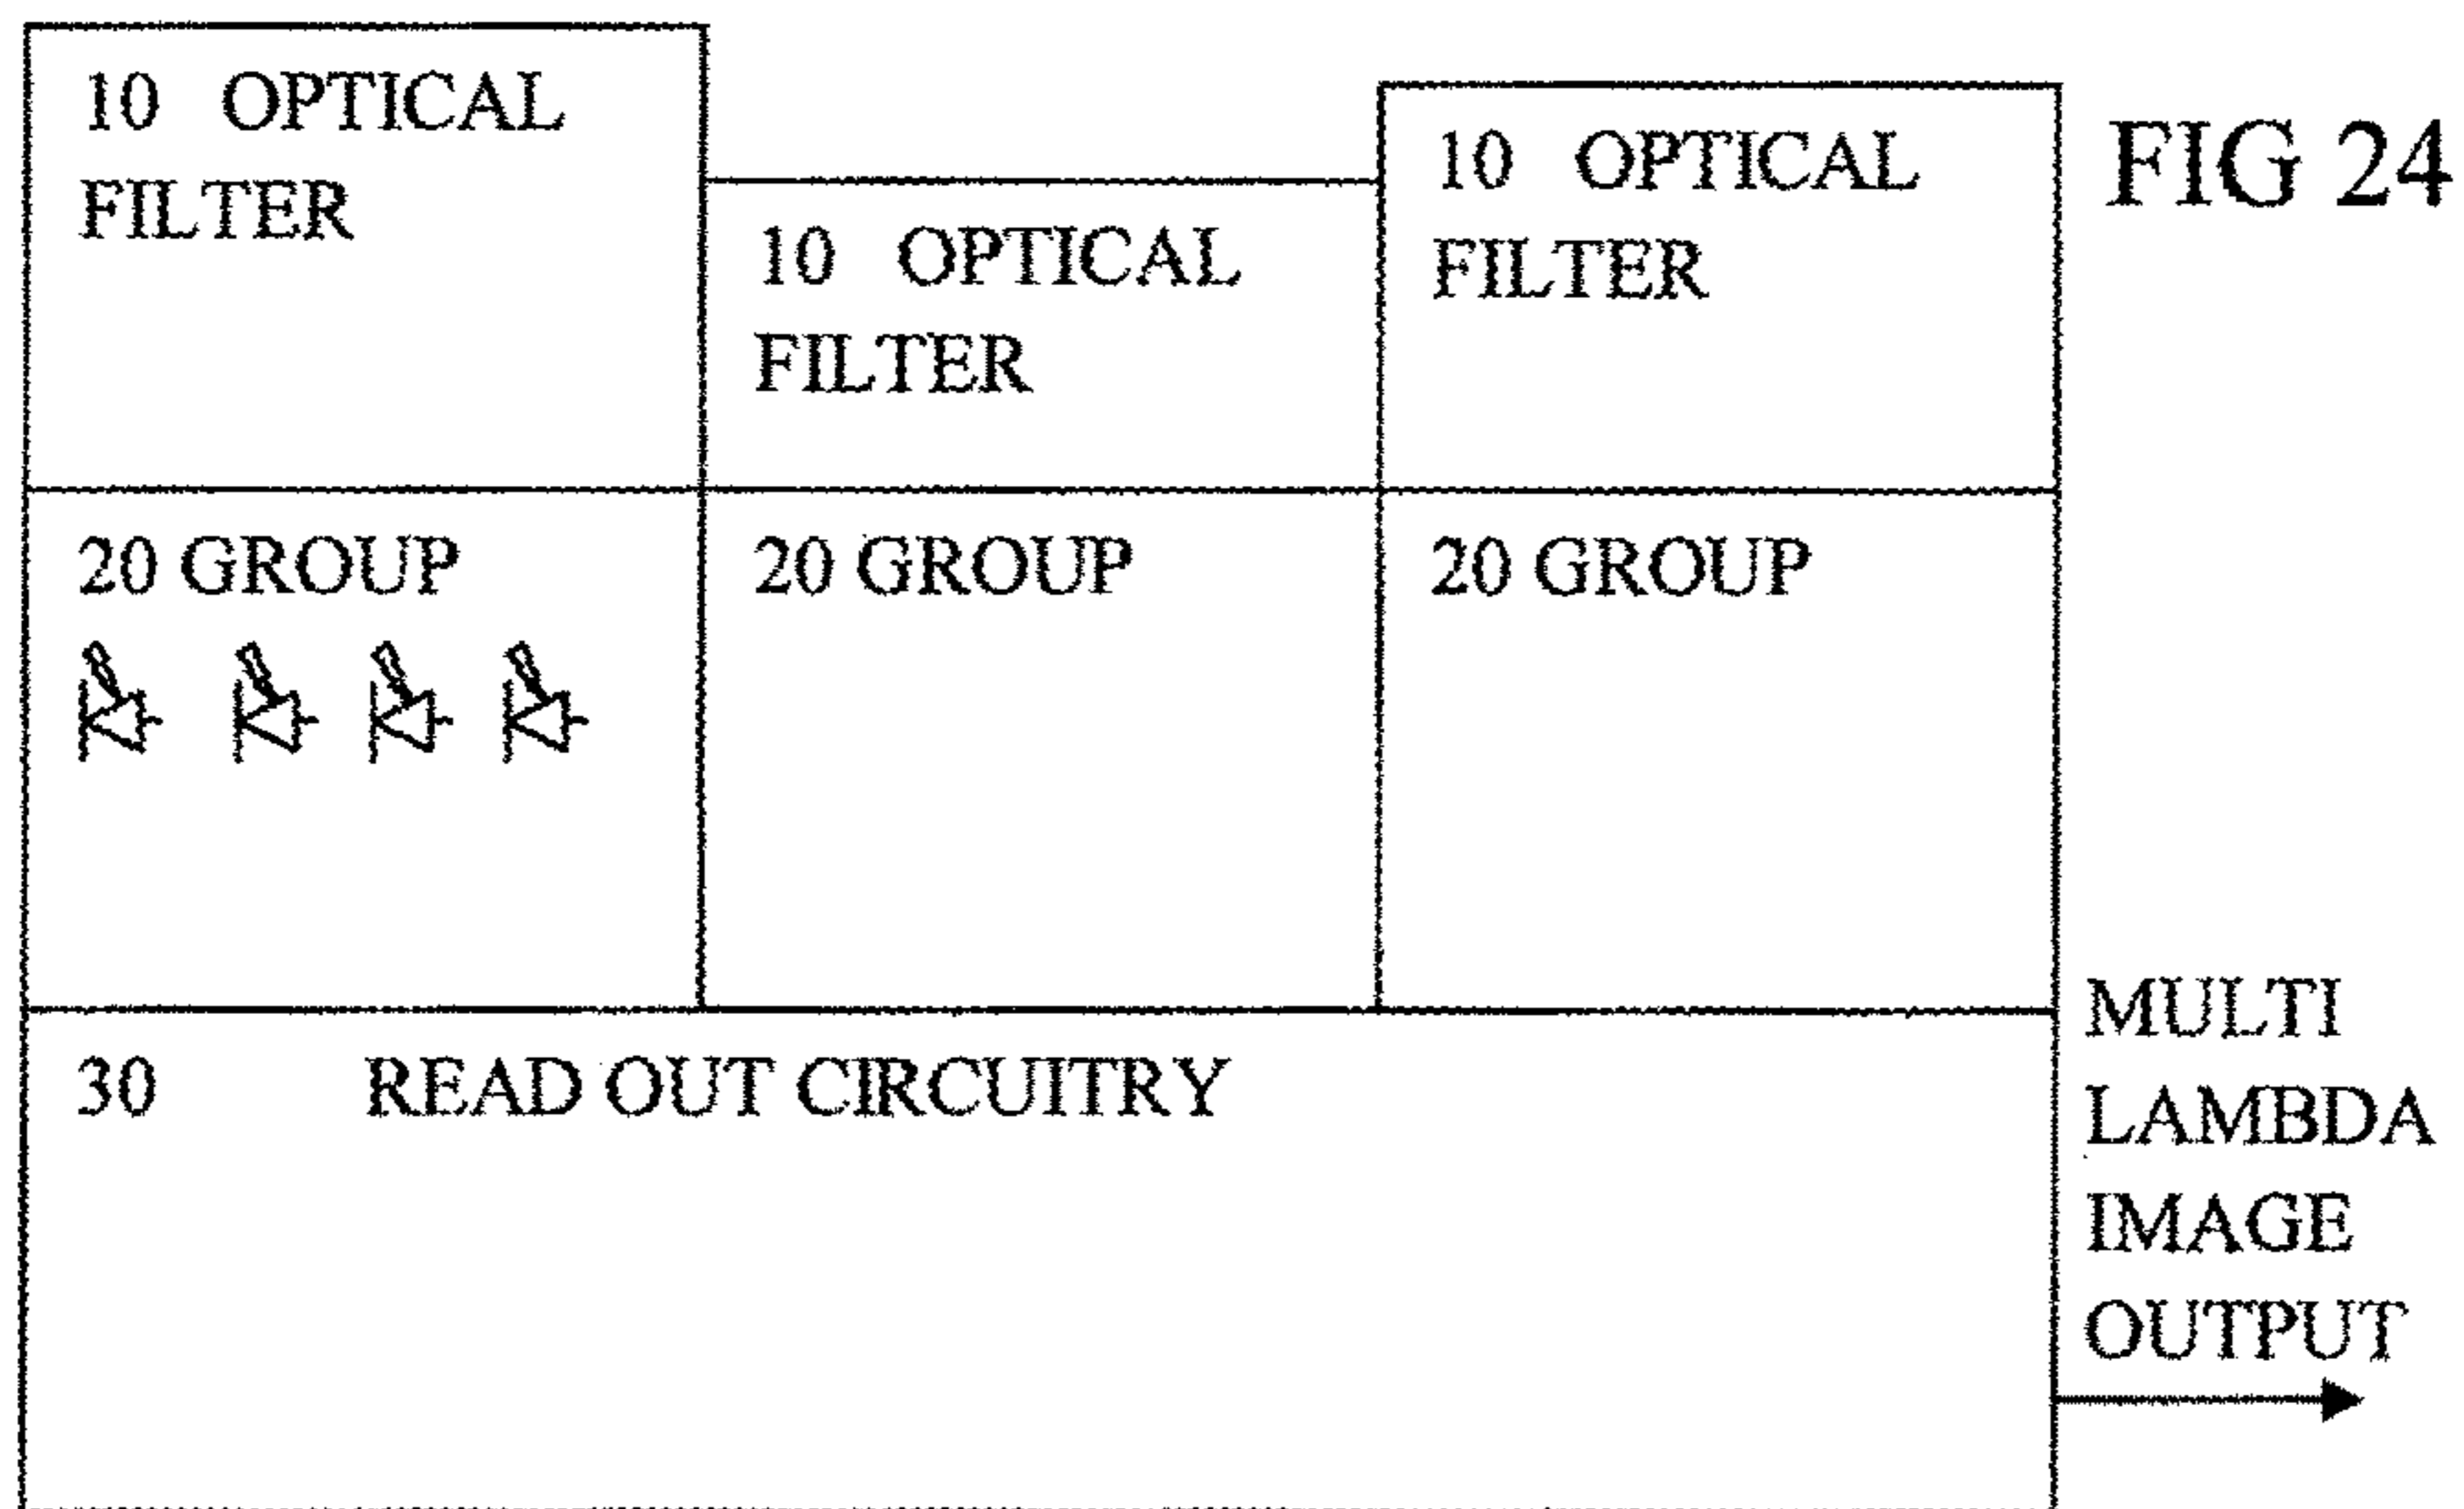 10 OPTICAL
FILTER
10 OPTICAL
FILTER
10 OPTICAL
FILTER
FIG 24
20 GROUP
20 GROUP
20 GROUP
30 READ OUT CIRCUITRY
MULTI
LAMBDA
IMAGE
OUTPUT